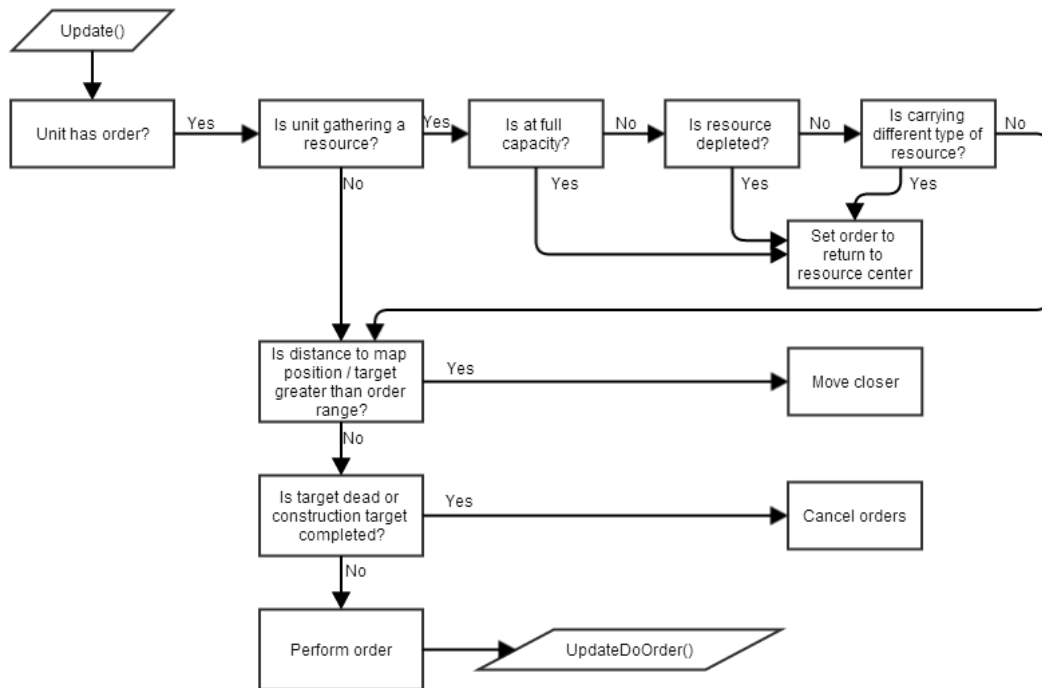 Update()
Unit has order?
Yes
Is unit gathering a
resource?
Yes
Is at full
capacity?
No
Is resource
depleted?
No
Is carrying
different type of
resource?
No
No
Yes
Yes
Yes
Set order to
return to
resource center
Is distance to map
position / target
greater than order
range?
Yes
Move closer
No
Is target dead or
construction target
completed?
Yes
Cancel orders
No
Perform order
UpdateDoOrder()